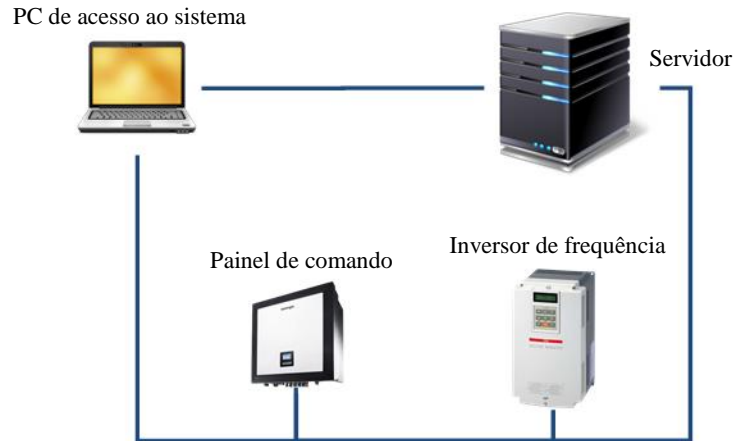 PC de acesso ao sistema
Servidor
Inversor de frequência
Painel de comando